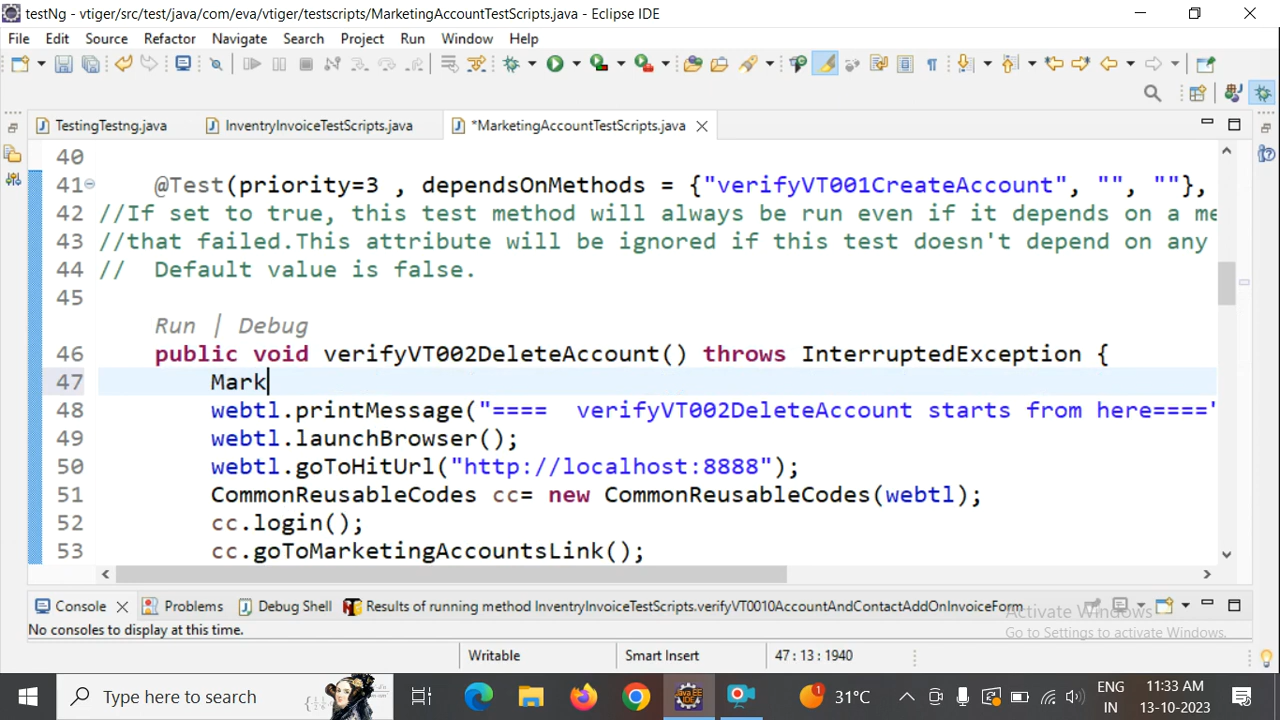 testNg - vtiger/src/test/java/com/eva/vtiger/testscripts/MarketingAccountTestScripts.java - Eclipse IDE
File Edit Source Refactor Navigate Search Project Run Window Help
TestingTestng.java InventryInvoiceTestScripts.java *MarketingAccountTestScripts.java
40
41 @Test(priority=3 , dependsOnMethods = {"verifyVT001CreateAccount", "", ""},
42 //If set to true, this test method will always be run even if it depends on a me
43 //that failed.This attribute will be ignored if this test doesn't depend on any
44 // Default value is false.
45
Run | Debug
46 public void verifyVT002DeleteAccount() throws InterruptedException {
47 Mark
48 webtl.printMessage("==== verifyVT002DeleteAccount starts from here===="
49 webtl.launchBrowser();
50 webtl.goToHitUrl("http://localhost:8888");
51 CommonReusableCodes cc= new CommonReusableCodes(webtl);
52 cc.login();
53 cc.goToMarketingAccountsLink();
Console Problems Debug Shell Results of running method InventryInvoiceTestScripts.verifyVT0010AccountAndContactAddOnInvoiceForm
No consoles to display at this time.
Activate Windows
Go to Settings to activate Windows.
Writable Smart Insert 47 : 13 : 1940
Type here to search
31°C
ENG
IN
11:33 AM
13-10-2023